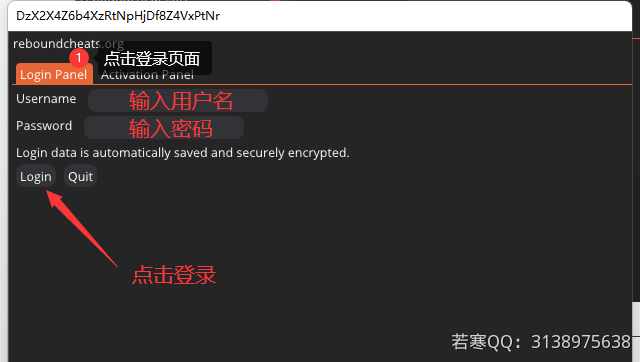 DzX2X4Z6b4XzRtNpHjDf8Z4VxPtNr
reboundcheats.org
1 点击登录页面
Login Panel Activation Panel
Username 输入用户名
Password 输入密码
Login data is automatically saved and securely encrypted.
Login Quit
点击登录
若寒QQ：3138975638